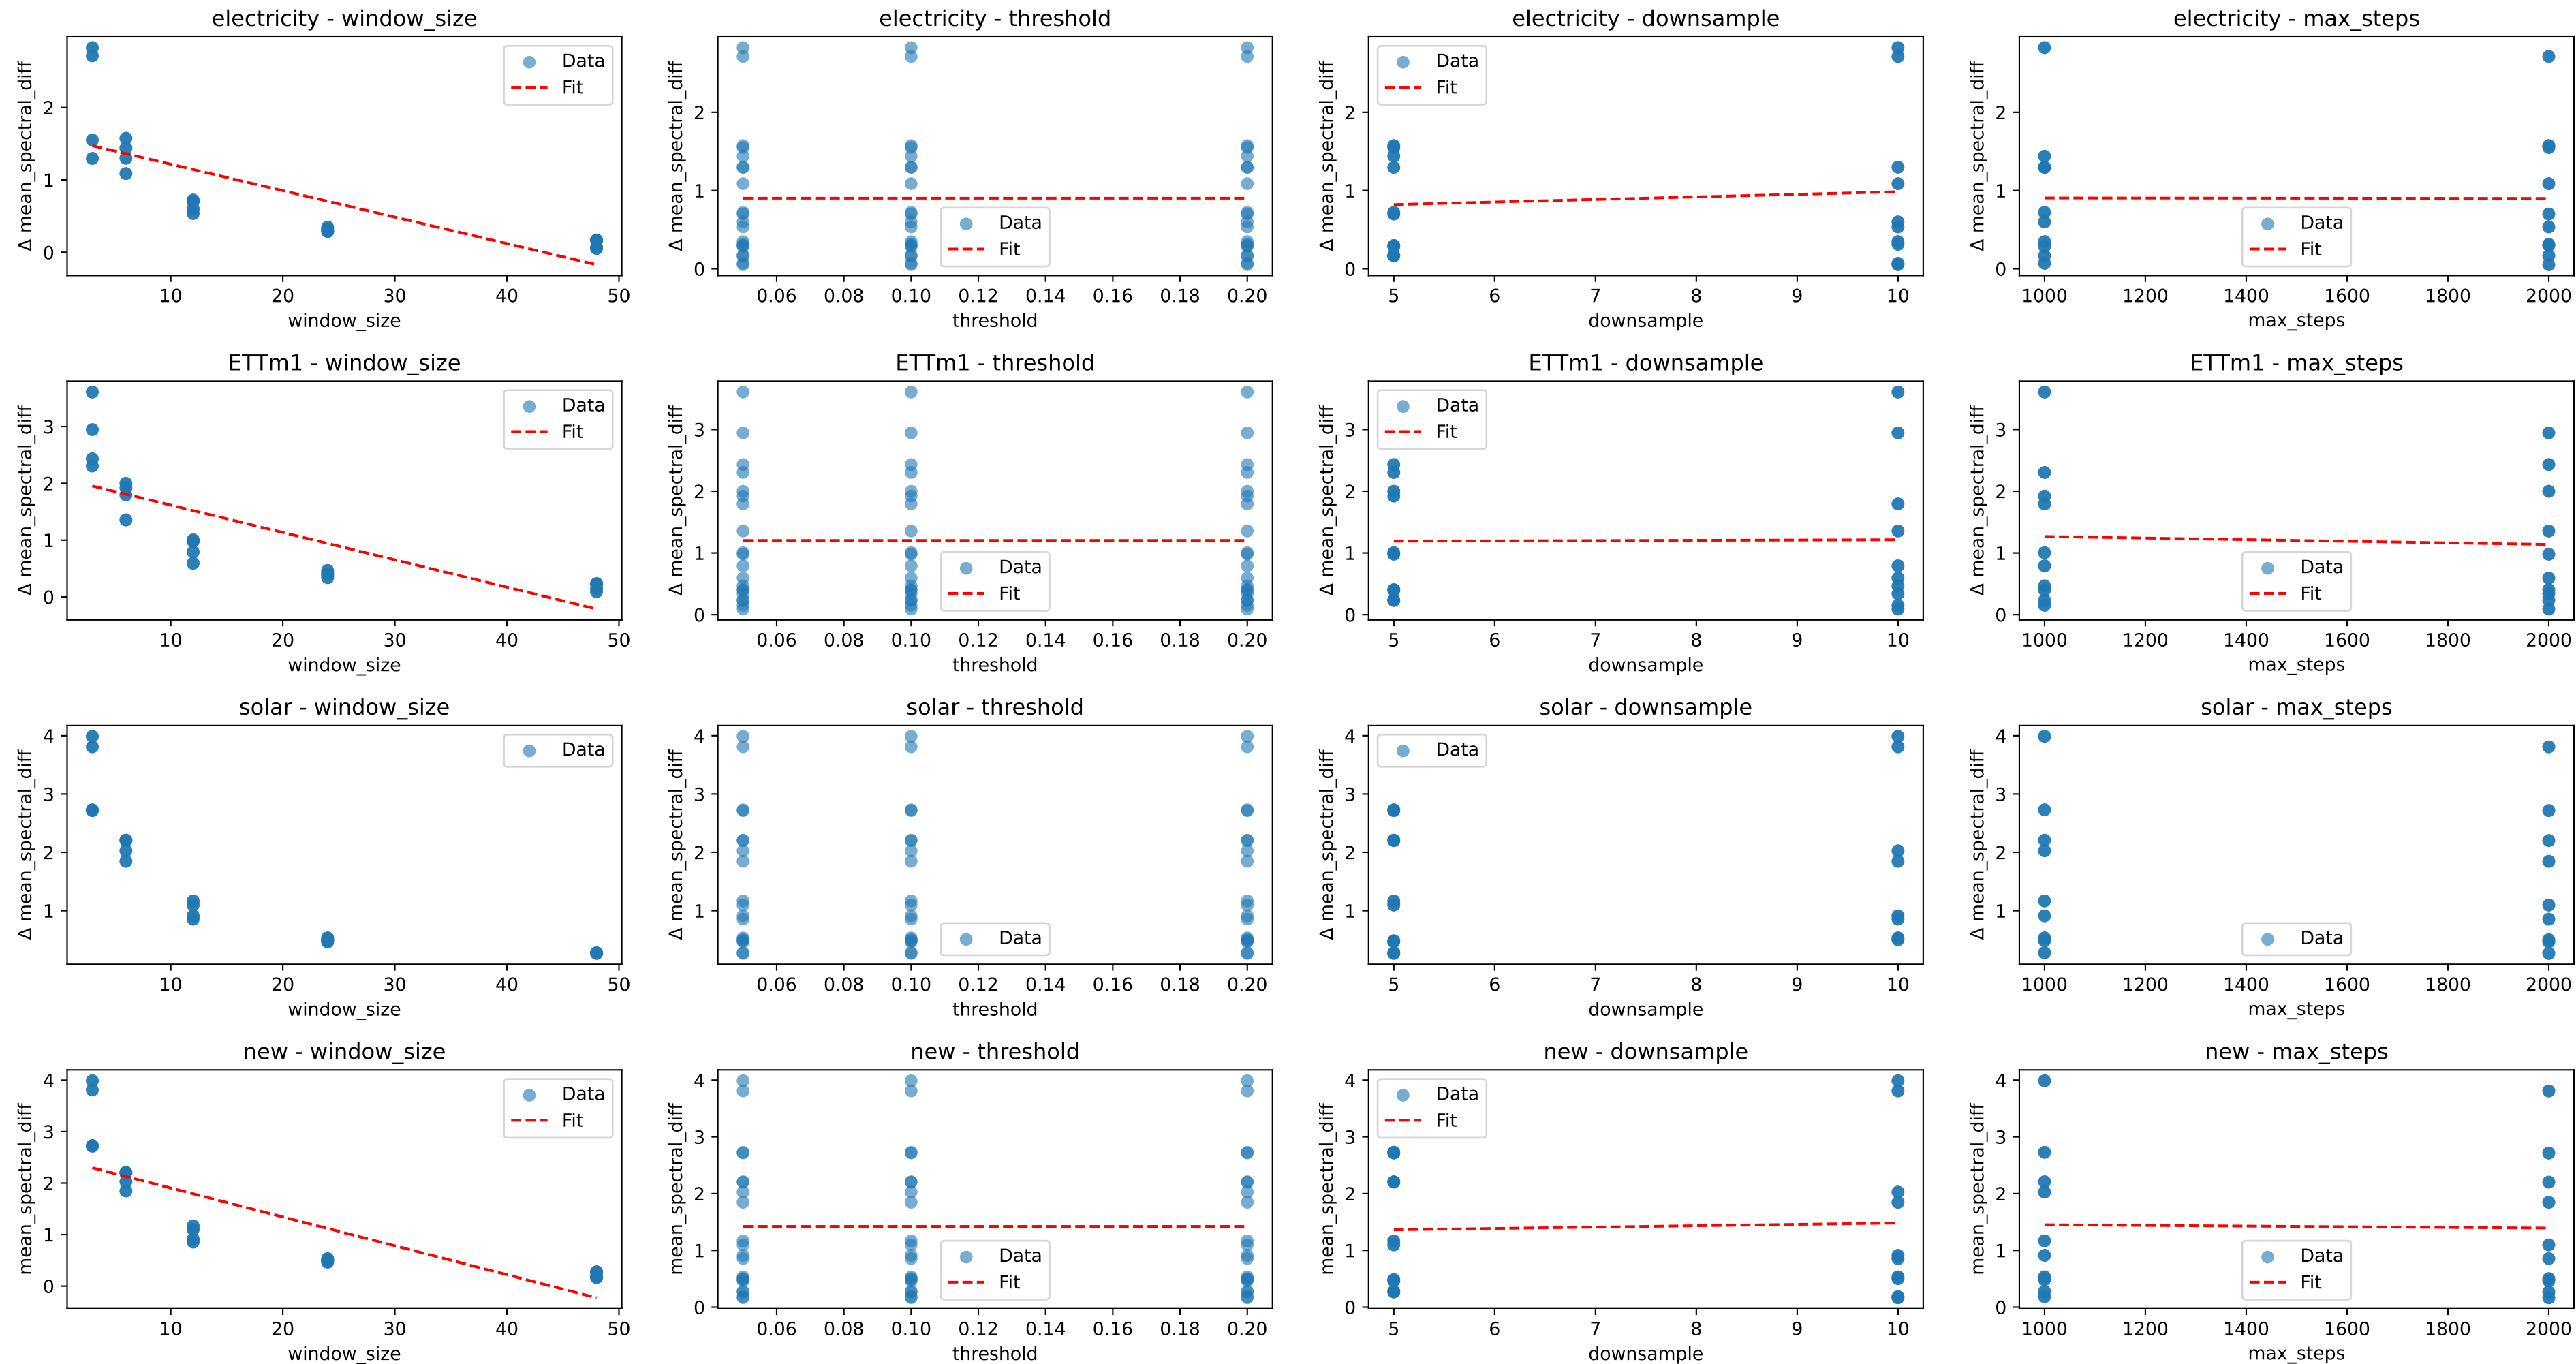 electricity - window_size
Δ mean_spectral_diff
2
1
0
Data
Fit
10 20 30 40 50
window_size
electricity - threshold
Δ mean_spectral_diff
2
1
0
Data
Fit
0.06 0.08 0.10 0.12 0.14 0.16 0.18 0.20
threshold
electricity - downsample
Δ mean_spectral_diff
2
1
0
Data
Fit
5 6 7 8 9 10
downsample
electricity - max_steps
Δ mean_spectral_diff
2
1
0
Data
Fit
1000 1200 1400 1600 1800 2000
max_steps
ETTm1 - window_size
Δ mean_spectral_diff
3
2
1
0
Data
Fit
10 20 30 40 50
window_size
ETTm1 - threshold
Δ mean_spectral_diff
3
2
1
0
Data
Fit
0.06 0.08 0.10 0.12 0.14 0.16 0.18 0.20
threshold
ETTm1 - downsample
Δ mean_spectral_diff
3
2
1
0
Data
Fit
5 6 7 8 9 10
downsample
ETTm1 - max_steps
Δ mean_spectral_diff
3
2
1
0
Data
Fit
1000 1200 1400 1600 1800 2000
max_steps
solar - window_size
Δ mean_spectral_diff
4
3
2
1
Data
10 20 30 40 50
window_size
solar - threshold
Δ mean_spectral_diff
4
3
2
1
Data
0.06 0.08 0.10 0.12 0.14 0.16 0.18 0.20
threshold
solar - downsample
Δ mean_spectral_diff
4
3
2
1
Data
5 6 7 8 9 10
downsample
solar - max_steps
Δ mean_spectral_diff
4
3
2
1
Data
1000 1200 1400 1600 1800 2000
max_steps
new - window_size
mean_spectral_diff
4
3
2
1
0
Data
Fit
10 20 30 40 50
window_size
new - threshold
mean_spectral_diff
4
3
2
1
0
Data
Fit
0.06 0.08 0.10 0.12 0.14 0.16 0.18 0.20
threshold
new - downsample
mean_spectral_diff
4
3
2
1
0
Data
Fit
5 6 7 8 9 10
downsample
new - max_steps
mean_spectral_diff
4
3
2
1
0
Data
Fit
1000 1200 1400 1600 1800 2000
max_steps